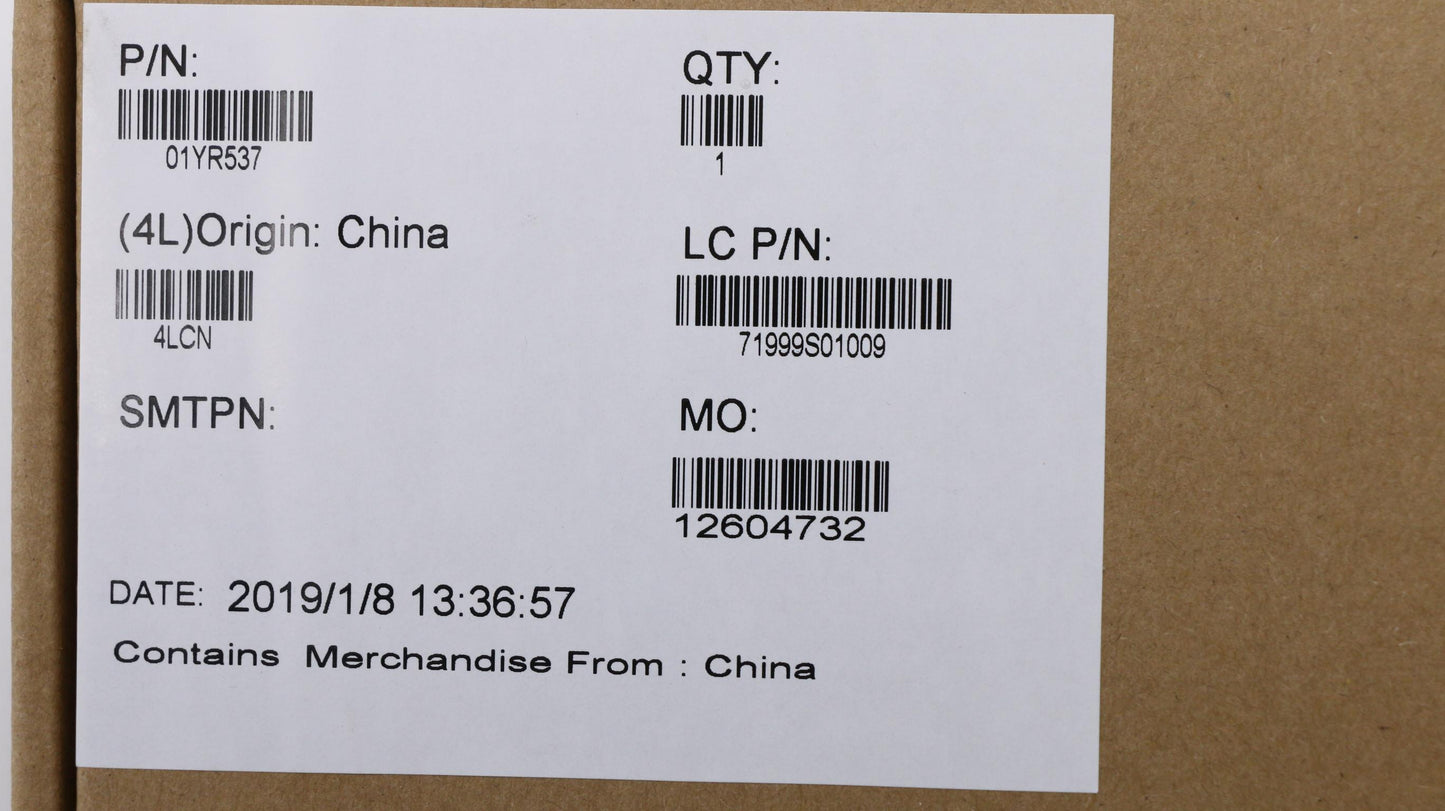 P/N:
01YR537
QTY:
1
(4L)Origin: China
4LCN
LC P/N:
71999S01009
SMTPN:
MO:
12604732
DATE: 2019/1/8 13:36:57
Contains Merchandise From : China